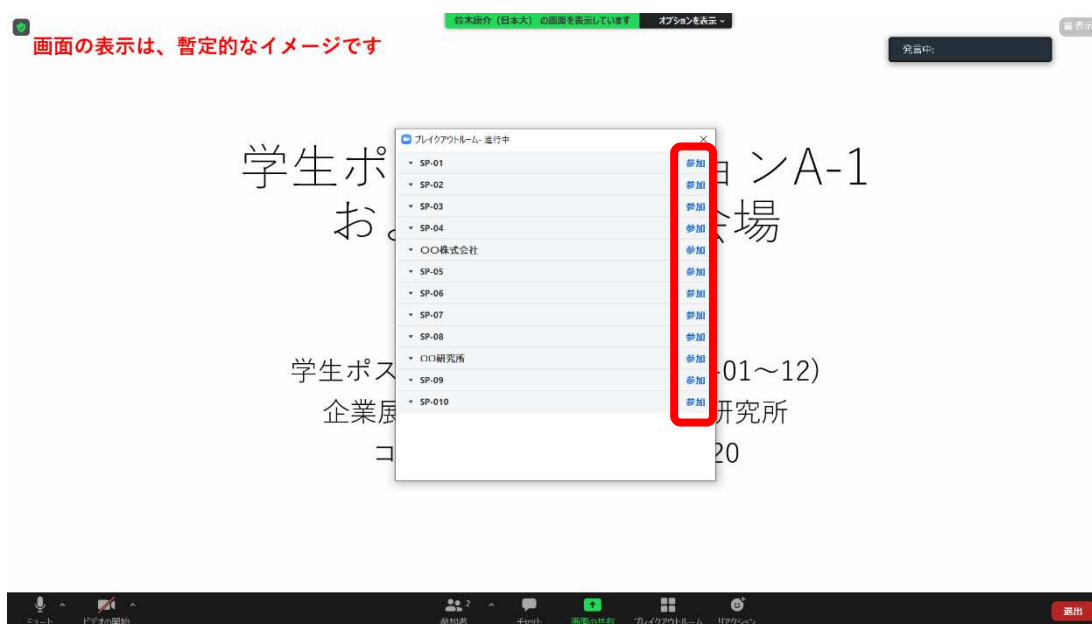 鈴木康介（日本大）の画面を表示しています オプションを表示
表示
画面の表示は、暫定的なイメージです
発言中:
ブレイクアウトルーム- 進行中
学生ポ ョンA-1
お 会場
SP-01 参加
SP-02 参加
SP-03 参加
SP-04 参加
○○株式会社 参加
SP-05 参加
SP-06 参加
SP-07 参加
SP-08 参加
□□研究所 参加
SP-09 参加
SP-010 参加
学生ポス 01～12)
企業展 研究所
コ 20
ミュート ビデオの開始 参加者 2 チャット 画面の共有 ブレイクアウトルーム リアクション 退出